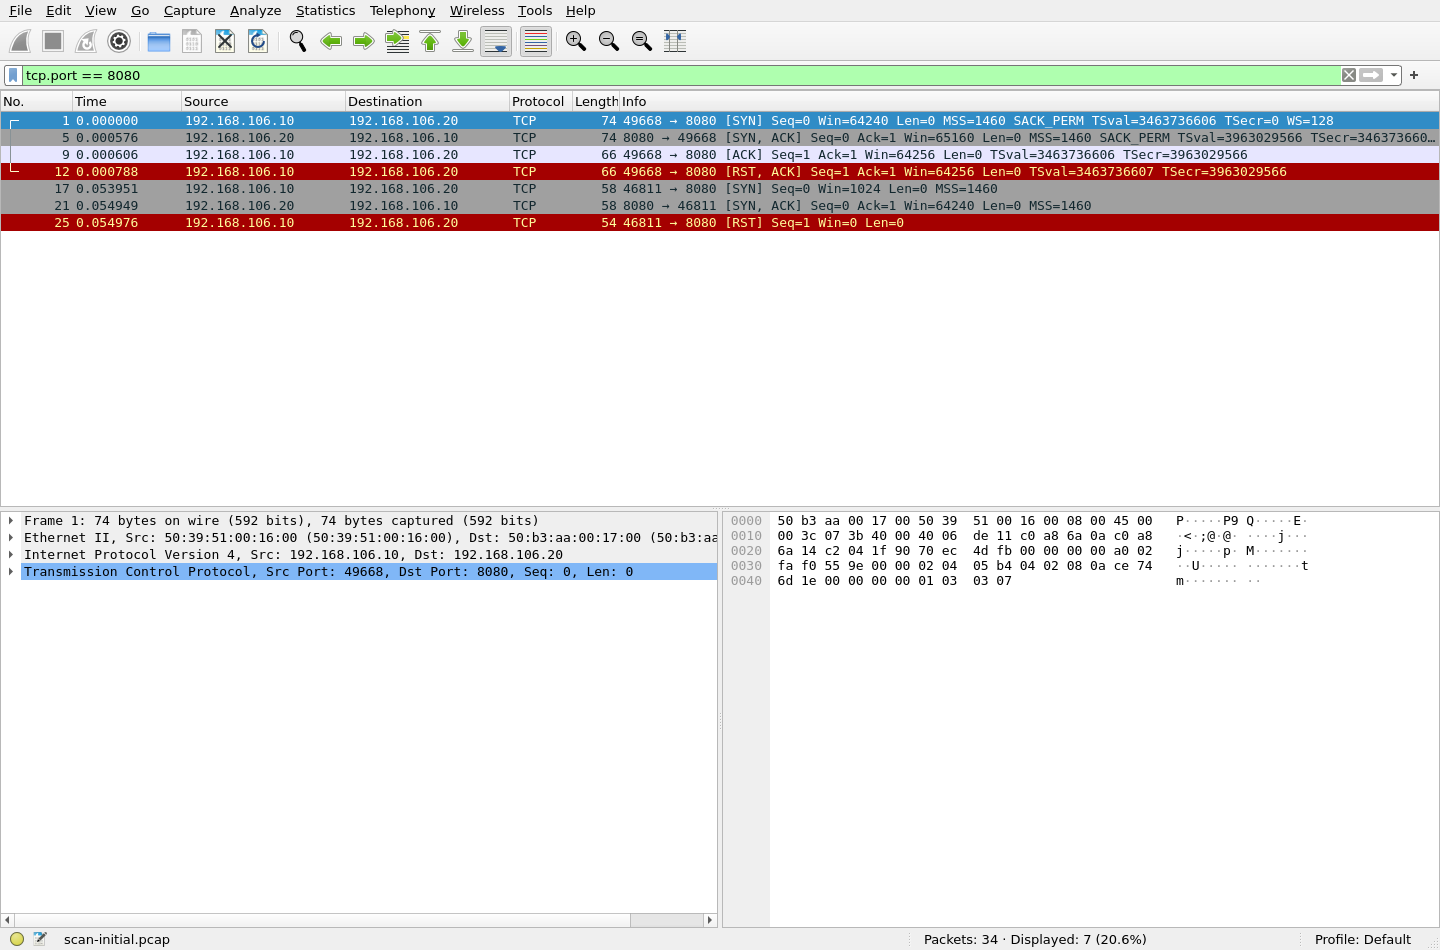 File Edit View Go Capture Analyze Statistics Telephony Wireless Tools Help
tcp.port == 8080
No. Time Source Destination Protocol Length Info
1 0.000000 192.168.106.10 192.168.106.20 TCP 74 49668 → 8080 [SYN] Seq=0 Win=64240 Len=0 MSS=1460 SACK_PERM TSval=3463736606 TSecr=0 WS=128
5 0.000576 192.168.106.20 192.168.106.10 TCP 74 8080 → 49668 [SYN, ACK] Seq=0 Ack=1 Win=65160 Len=0 MSS=1460 SACK_PERM TSval=3963029566 TSecr=346373660…
9 0.000606 192.168.106.10 192.168.106.20 TCP 66 49668 → 8080 [ACK] Seq=1 Ack=1 Win=64256 Len=0 TSval=3463736606 TSecr=3963029566
12 0.000788 192.168.106.10 192.168.106.20 TCP 66 49668 → 8080 [RST, ACK] Seq=1 Ack=1 Win=64256 Len=0 TSval=3463736607 TSecr=3963029566
17 0.053951 192.168.106.10 192.168.106.20 TCP 58 46811 → 8080 [SYN] Seq=0 Win=1024 Len=0 MSS=1460
21 0.054949 192.168.106.20 192.168.106.10 TCP 58 8080 → 46811 [SYN, ACK] Seq=0 Ack=1 Win=64240 Len=0 MSS=1460
25 0.054976 192.168.106.10 192.168.106.20 TCP 54 46811 → 8080 [RST] Seq=1 Win=0 Len=0
Frame 1: 74 bytes on wire (592 bits), 74 bytes captured (592 bits)
Ethernet II, Src: 50:39:51:00:16:00 (50:39:51:00:16:00), Dst: 50:b3:aa:00:17:00 (50:b3:aa
Internet Protocol Version 4, Src: 192.168.106.10, Dst: 192.168.106.20
Transmission Control Protocol, Src Port: 49668, Dst Port: 8080, Seq: 0, Len: 0
0000 50 b3 aa 00 17 00 50 39 51 00 16 00 08 00 45 00 P·····P9 Q·····E·
0010 00 3c 07 3b 40 00 40 06 de 11 c0 a8 6a 0a c0 a8 ·<·;@·@· ····j···
0020 6a 14 c2 04 1f 90 70 ec 4d fb 00 00 00 00 a0 02 j·····p· M·······
0030 fa f0 55 9e 00 00 02 04 05 b4 04 02 08 0a ce 74 ··U····· ·······t
0040 6d 1e 00 00 00 00 01 03 03 07 m······· ··
scan-initial.pcap
Packets: 34 · Displayed: 7 (20.6%)
Profile: Default